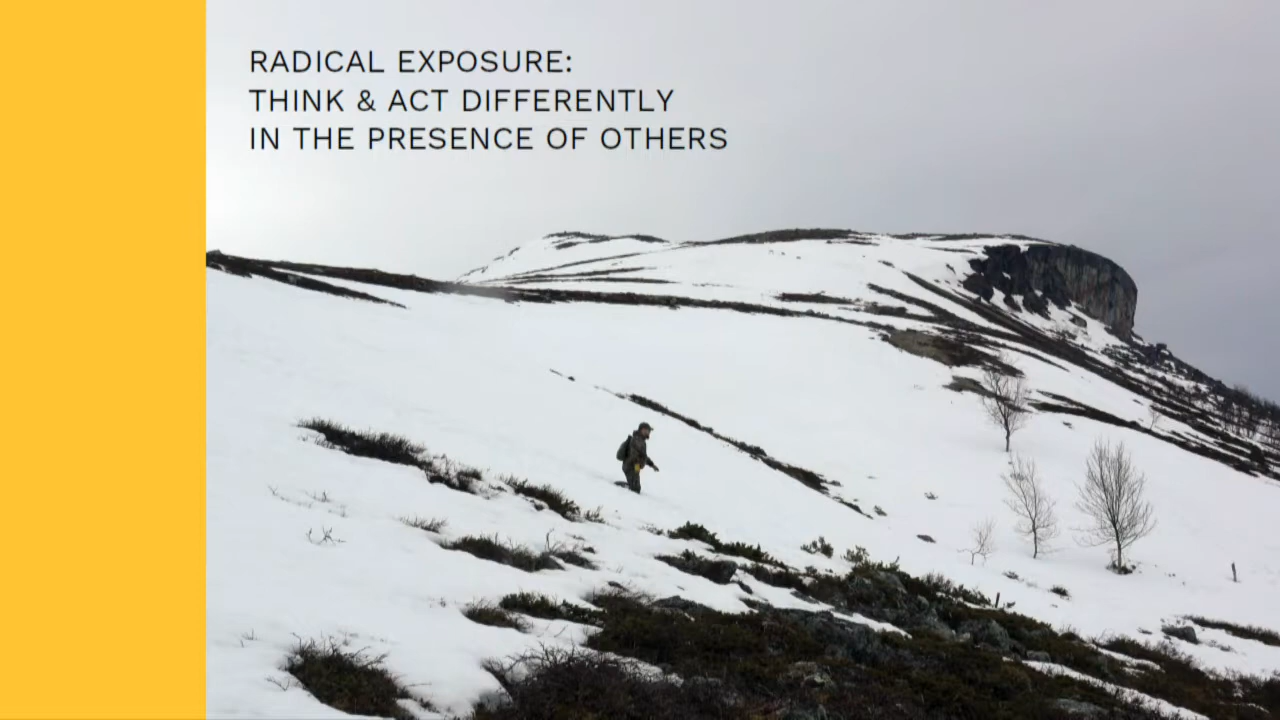 RADICAL EXPOSURE:
THINK & ACT DIFFERENTLY
IN THE PRESENCE OF OTHERS